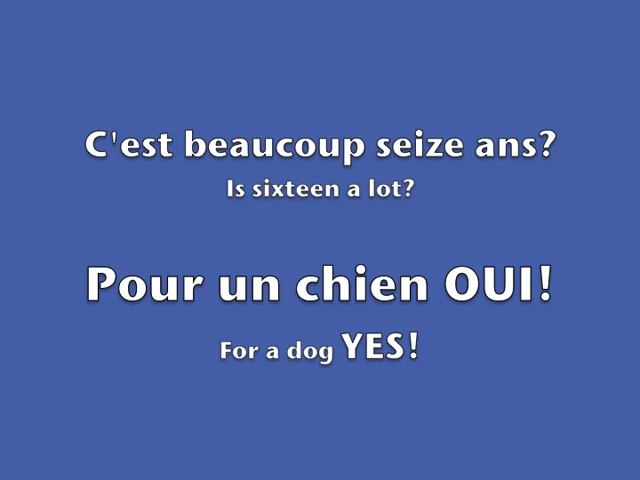 C'est beaucoup seize ans?
Is sixteen a lot?
Pour un chien OUI!
For a dog YES!